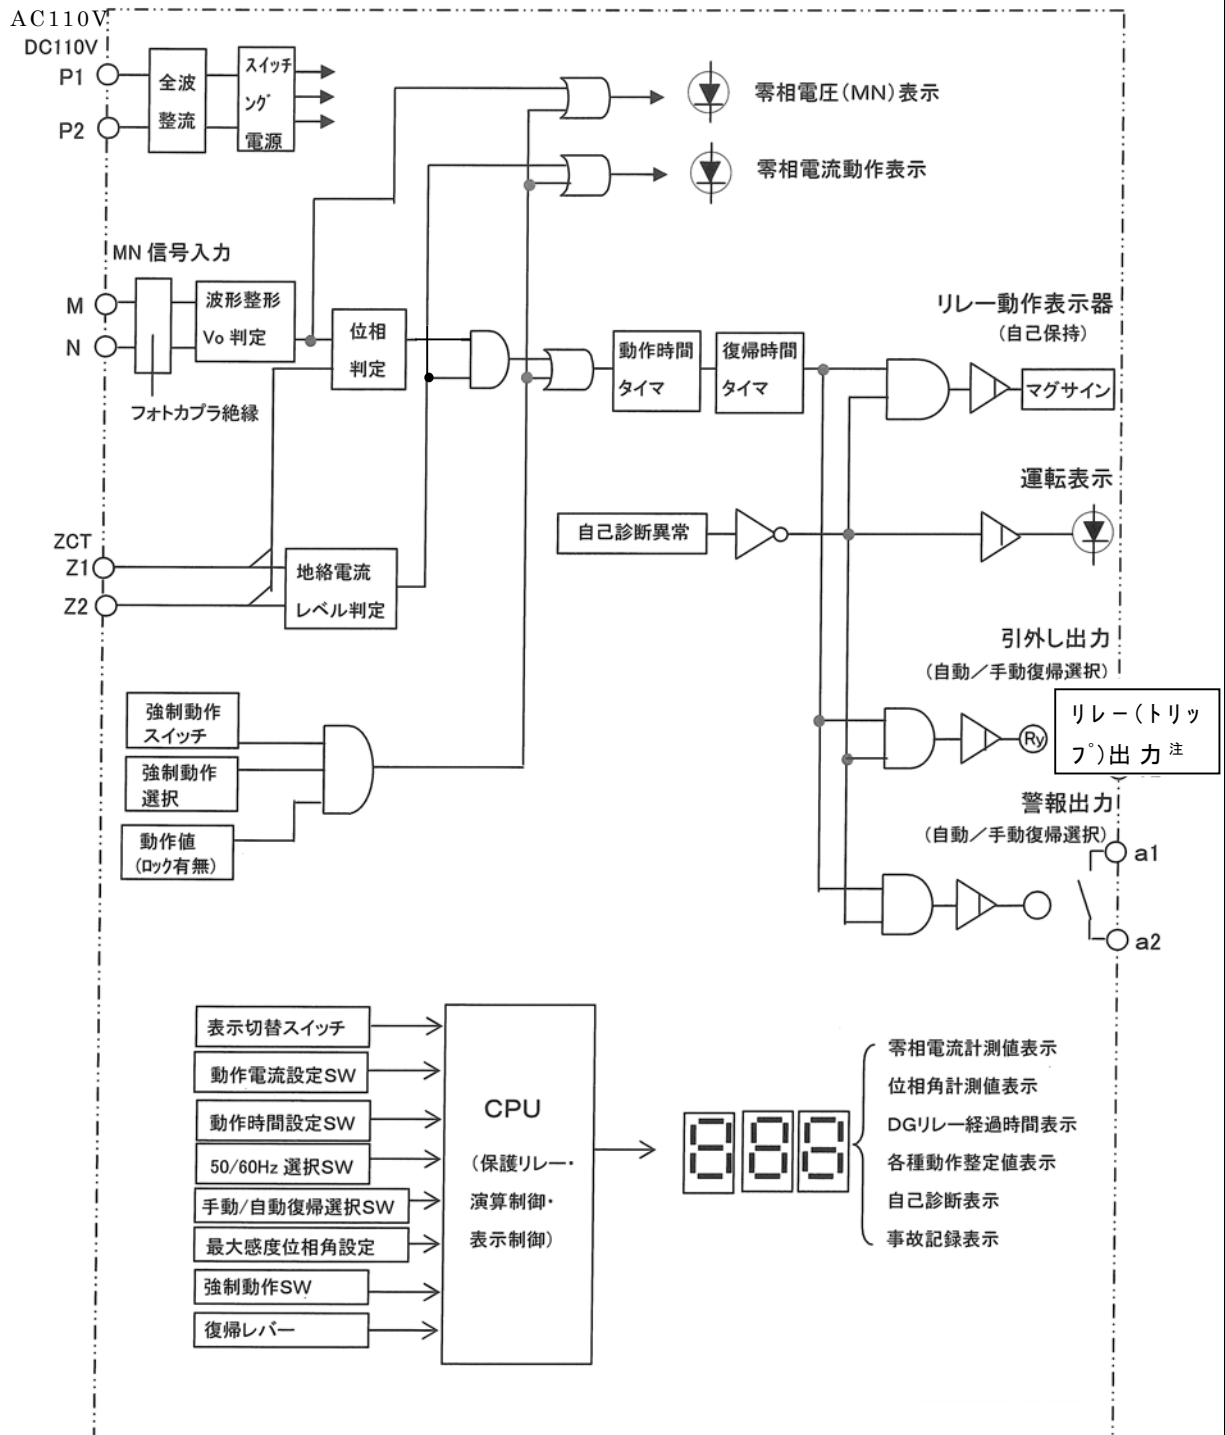 AC110V
DC110V
P1
P2
全波
整流
スイッチ
ング
電源
零相電圧(MN)表示
零相電流動作表示
MN 信号入力
M
N
波形整形
Vo 判定
フォトカプラ絶縁
位相
判定
動作時間
タイマ
復帰時間
タイマ
リレー動作表示器
(自己保持)
マグサイン
運転表示
自己診断異常
ZCT
Z1
Z2
地絡電流
レベル判定
引外し出力
(自動/手動復帰選択)
Ry
リレー(トリッ
プ)出力注
強制動作
スイッチ
強制動作
選択
動作値
(ロック有無)
警報出力
(自動/手動復帰選択)
a1
a2
表示切替スイッチ
動作電流設定SW
動作時間設定SW
50/60Hz 選択SW
手動/自動復帰選択SW
最大感度位相角設定
強制動作SW
復帰レバー
CPU
(保護リレー・
演算制御・
表示制御)
888
零相電流計測値表示
位相角計測値表示
DGリレー経過時間表示
各種動作整定値表示
自己診断表示
事故記録表示